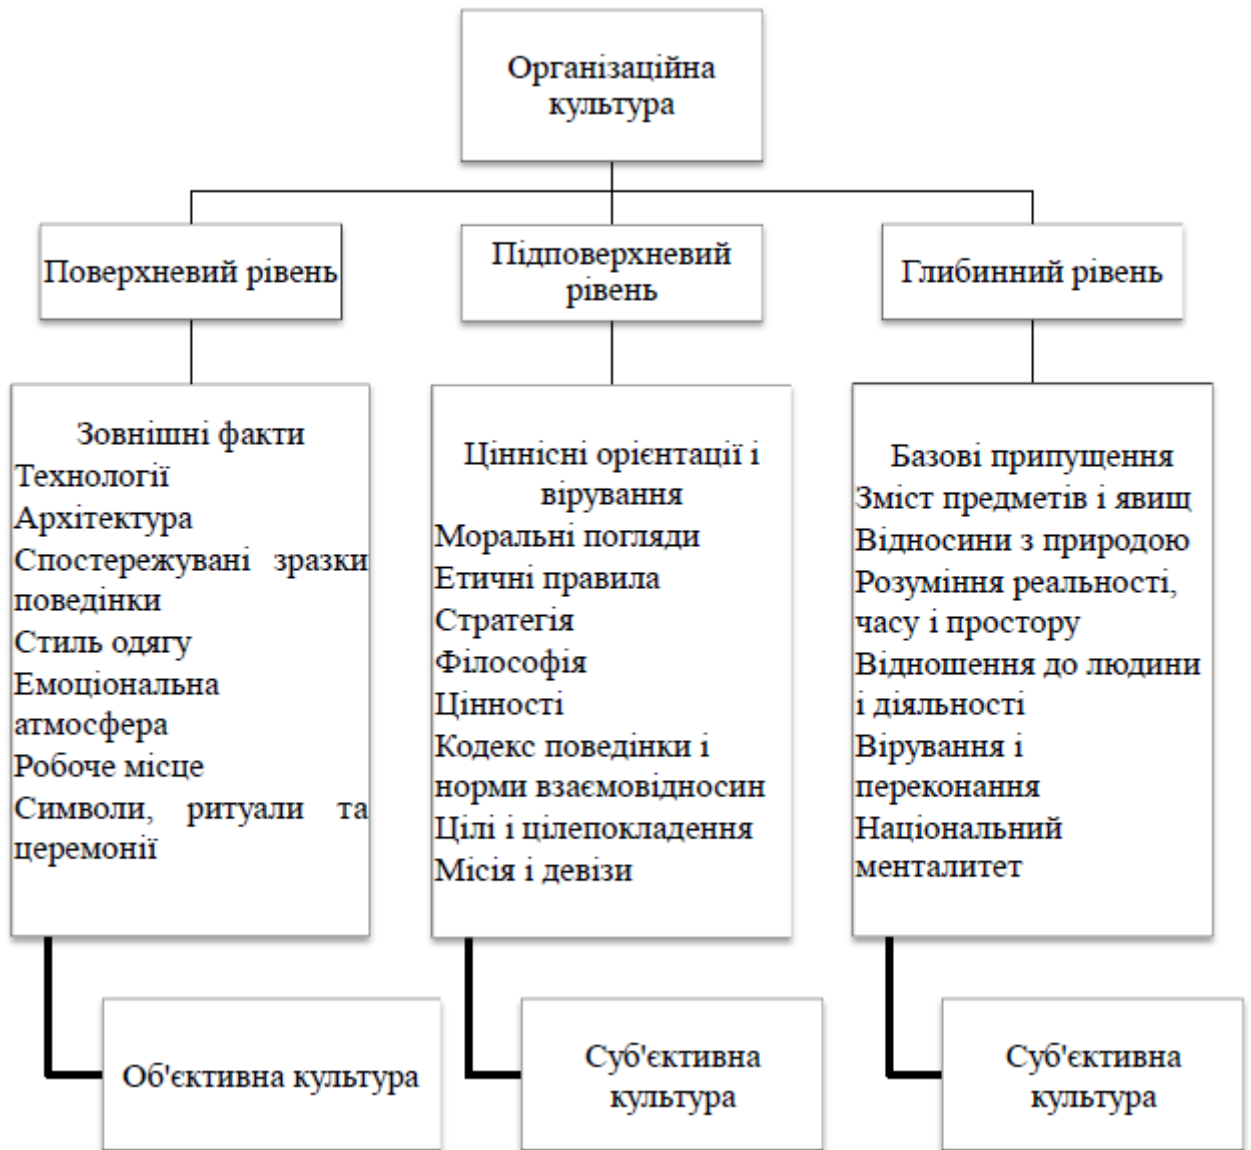 Організаційна
культура
Поверхневий рівень
Підповерхневий
рівень
Глибинний рівень
Зовнішні факти
Технології
Архітектура
Спостережувані зразки
поведінки
Стиль одягу
Емоціональна
атмосфера
Робоче місце
Символи, ритуали та
церемонії
Ціннісні орієнтації і
вірування
Моральні погляди
Етичні правила
Стратегія
Філософія
Цінності
Кодекс поведінки і
норми взаємовідносин
Цілі і цілепокладення
Місія і девізи
Базові припущення
Зміст предметів і явищ
Відносини з природою
Розуміння реальності,
часу і простору
Відношення до людини
і діяльності
Вірування і
переконання
Національний
менталитет
Об'єктивна культура
Суб'єктивна
культура
Суб'єктивна
культура